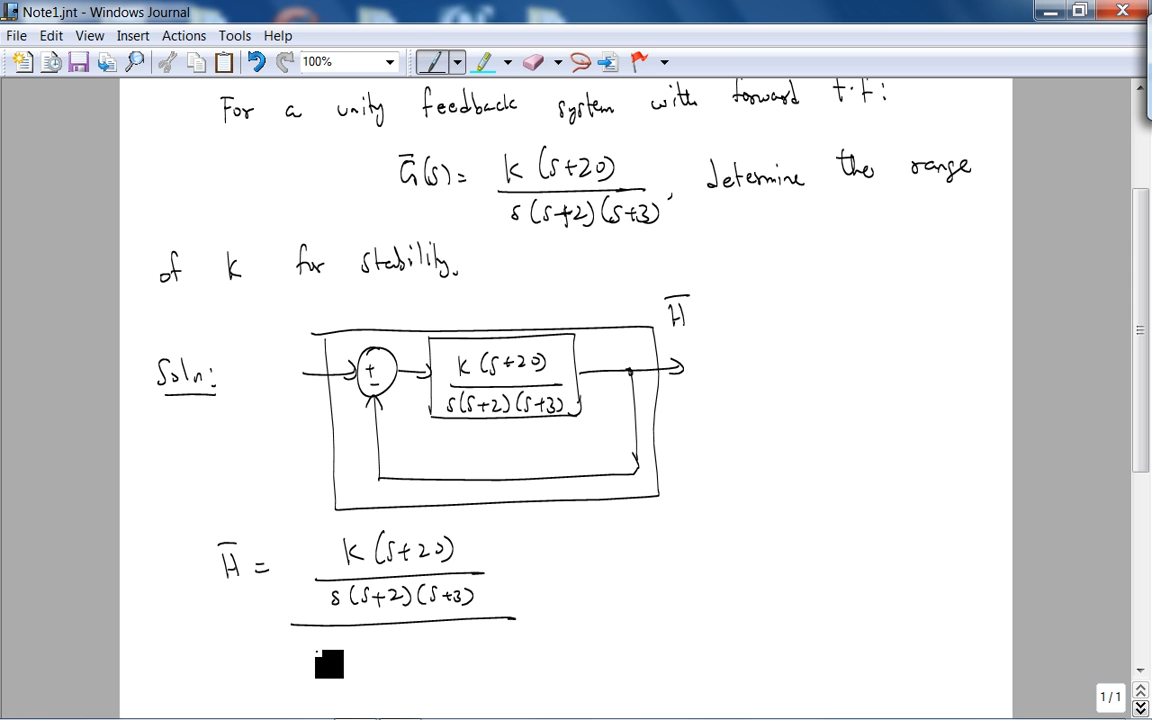 Note1.jnt - Windows Journal
File Edit View Insert Actions Tools Help
100%
For a unity feedback system with forward t.f:
G̅(s) = K (s+20) / s(s+2)(s+3), determine the range
of K for stability.
H̅
Soln:
+
-
K (s+20)
s(s+2)(s+3)
H̅ = K (s+20)
s(s+2)(s+3)
1 / 1